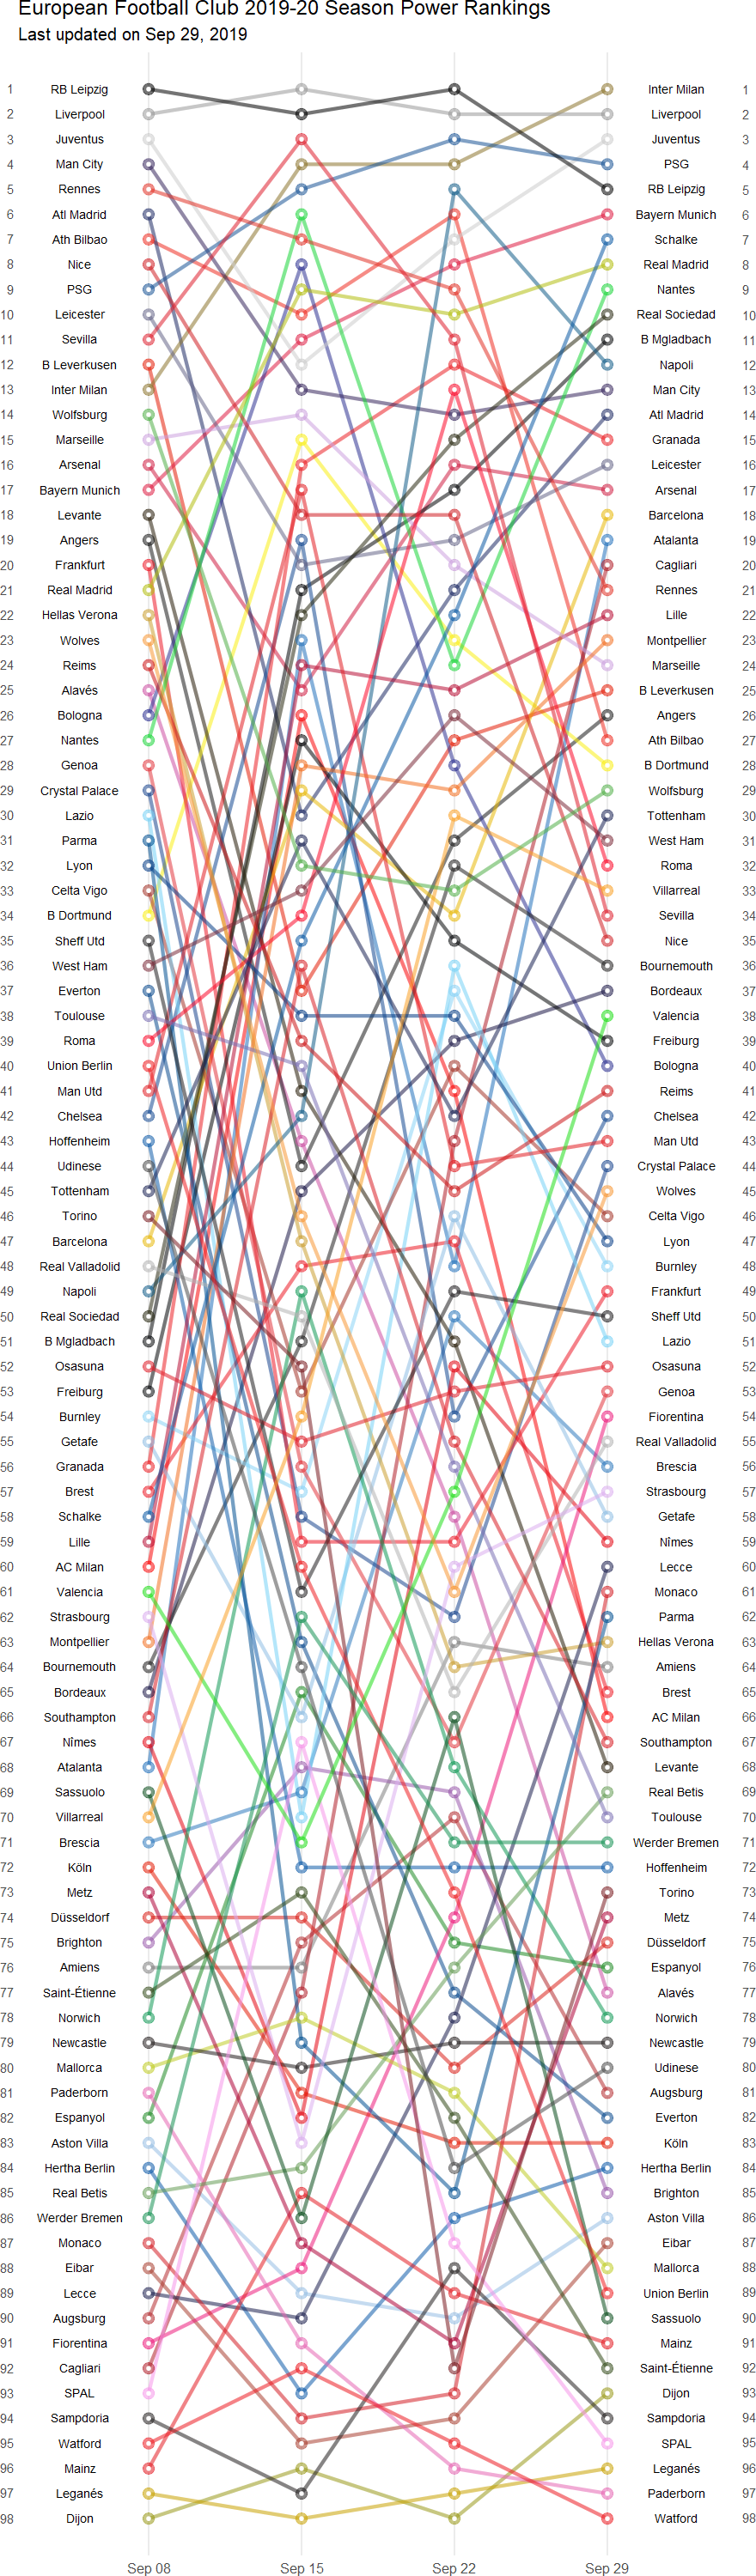 European Football Club 2019-20 Season Power Rankings
Last updated on Sep 29, 2019
1 RB Leipzig Inter Milan 1
2 Liverpool Liverpool 2
3 Juventus Juventus 3
4 Man City PSG 4
5 Rennes RB Leipzig 5
6 Atl Madrid Bayern Munich 6
7 Ath Bilbao Schalke 7
8 Nice Real Madrid 8
9 PSG Nantes 9
10 Leicester Real Sociedad 10
11 Sevilla B Mgladbach 11
12 B Leverkusen Napoli 12
13 Inter Milan Man City 13
14 Wolfsburg Atl Madrid 14
15 Marseille Granada 15
16 Arsenal Leicester 16
17 Bayern Munich Arsenal 17
18 Levante Barcelona 18
19 Angers Atalanta 19
20 Frankfurt Cagliari 20
21 Real Madrid Rennes 21
22 Hellas Verona Lille 22
23 Wolves Montpellier 23
24 Reims Marseille 24
25 Alavés B Leverkusen 25
26 Bologna Angers 26
27 Nantes Ath Bilbao 27
28 Genoa B Dortmund 28
29 Crystal Palace Wolfsburg 29
30 Lazio Tottenham 30
31 Parma West Ham 31
32 Lyon Roma 32
33 Celta Vigo Villarreal 33
34 B Dortmund Sevilla 34
35 Sheff Utd Nice 35
36 West Ham Bournemouth 36
37 Everton Bordeaux 37
38 Toulouse Valencia 38
39 Roma Freiburg 39
40 Union Berlin Bologna 40
41 Man Utd Reims 41
42 Chelsea Chelsea 42
43 Hoffenheim Man Utd 43
44 Udinese Crystal Palace 44
45 Tottenham Wolves 45
46 Torino Celta Vigo 46
47 Barcelona Lyon 47
48 Real Valladolid Burnley 48
49 Napoli Frankfurt 49
50 Real Sociedad Sheff Utd 50
51 B Mgladbach Lazio 51
52 Osasuna Osasuna 52
53 Freiburg Genoa 53
54 Burnley Fiorentina 54
55 Getafe Real Valladolid 55
56 Granada Brescia 56
57 Brest Strasbourg 57
58 Schalke Getafe 58
59 Lille Nîmes 59
60 AC Milan Lecce 60
61 Valencia Monaco 61
62 Strasbourg Parma 62
63 Montpellier Hellas Verona 63
64 Bournemouth Amiens 64
65 Bordeaux Brest 65
66 Southampton AC Milan 66
67 Nîmes Southampton 67
68 Atalanta Levante 68
69 Sassuolo Real Betis 69
70 Villarreal Toulouse 70
71 Brescia Werder Bremen 71
72 Köln Hoffenheim 72
73 Metz Torino 73
74 Düsseldorf Metz 74
75 Brighton Düsseldorf 75
76 Amiens Espanyol 76
77 Saint-Étienne Alavés 77
78 Norwich Norwich 78
79 Newcastle Newcastle 79
80 Mallorca Udinese 80
81 Paderborn Augsburg 81
82 Espanyol Everton 82
83 Aston Villa Köln 83
84 Hertha Berlin Hertha Berlin 84
85 Real Betis Brighton 85
86 Werder Bremen Aston Villa 86
87 Monaco Eibar 87
88 Eibar Mallorca 88
89 Lecce Union Berlin 89
90 Augsburg Sassuolo 90
91 Fiorentina Mainz 91
92 Cagliari Saint-Étienne 92
93 SPAL Dijon 93
94 Sampdoria Sampdoria 94
95 Watford SPAL 95
96 Mainz Leganés 96
97 Leganés Paderborn 97
98 Dijon Watford 98
Sep 08 Sep 15 Sep 22 Sep 29